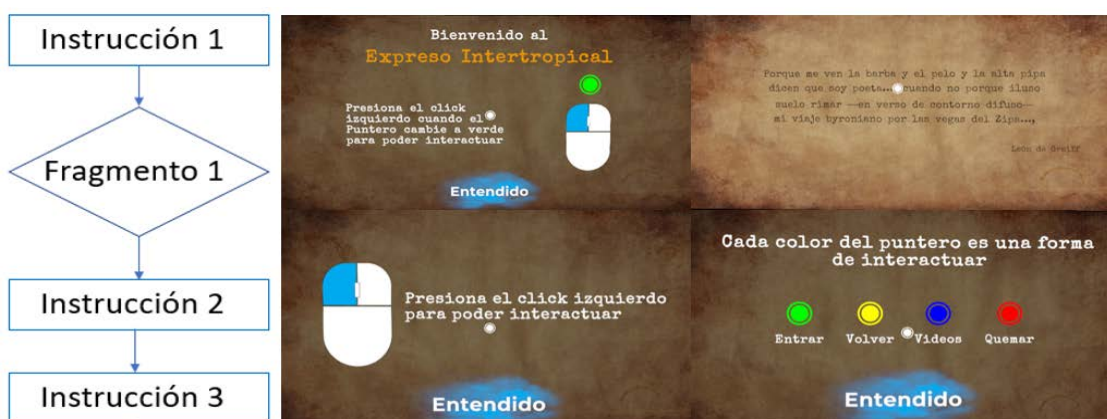 Instrucción 1
Fragmento 1
Instrucción 2
Instrucción 3
Bienvenido al
Expreso Intertropical
Presiona el click
izquierdo cuando el
Puntero cambie a verde
para poder interactuar
Entendido
Porque me ven la barba y el pelo y la alta pipa
dicen que soy poeta..., cuando no porque iluso
suelo rimar —en verso de contorno difuso—
mi viaje byroniano por las vegas del Zipa...,
León de Greiff
Presiona el click izquierdo
para poder interactuar
Entendido
Cada color del puntero es una forma
de interactuar
Entrar Volver Videos Quemar
Entendido